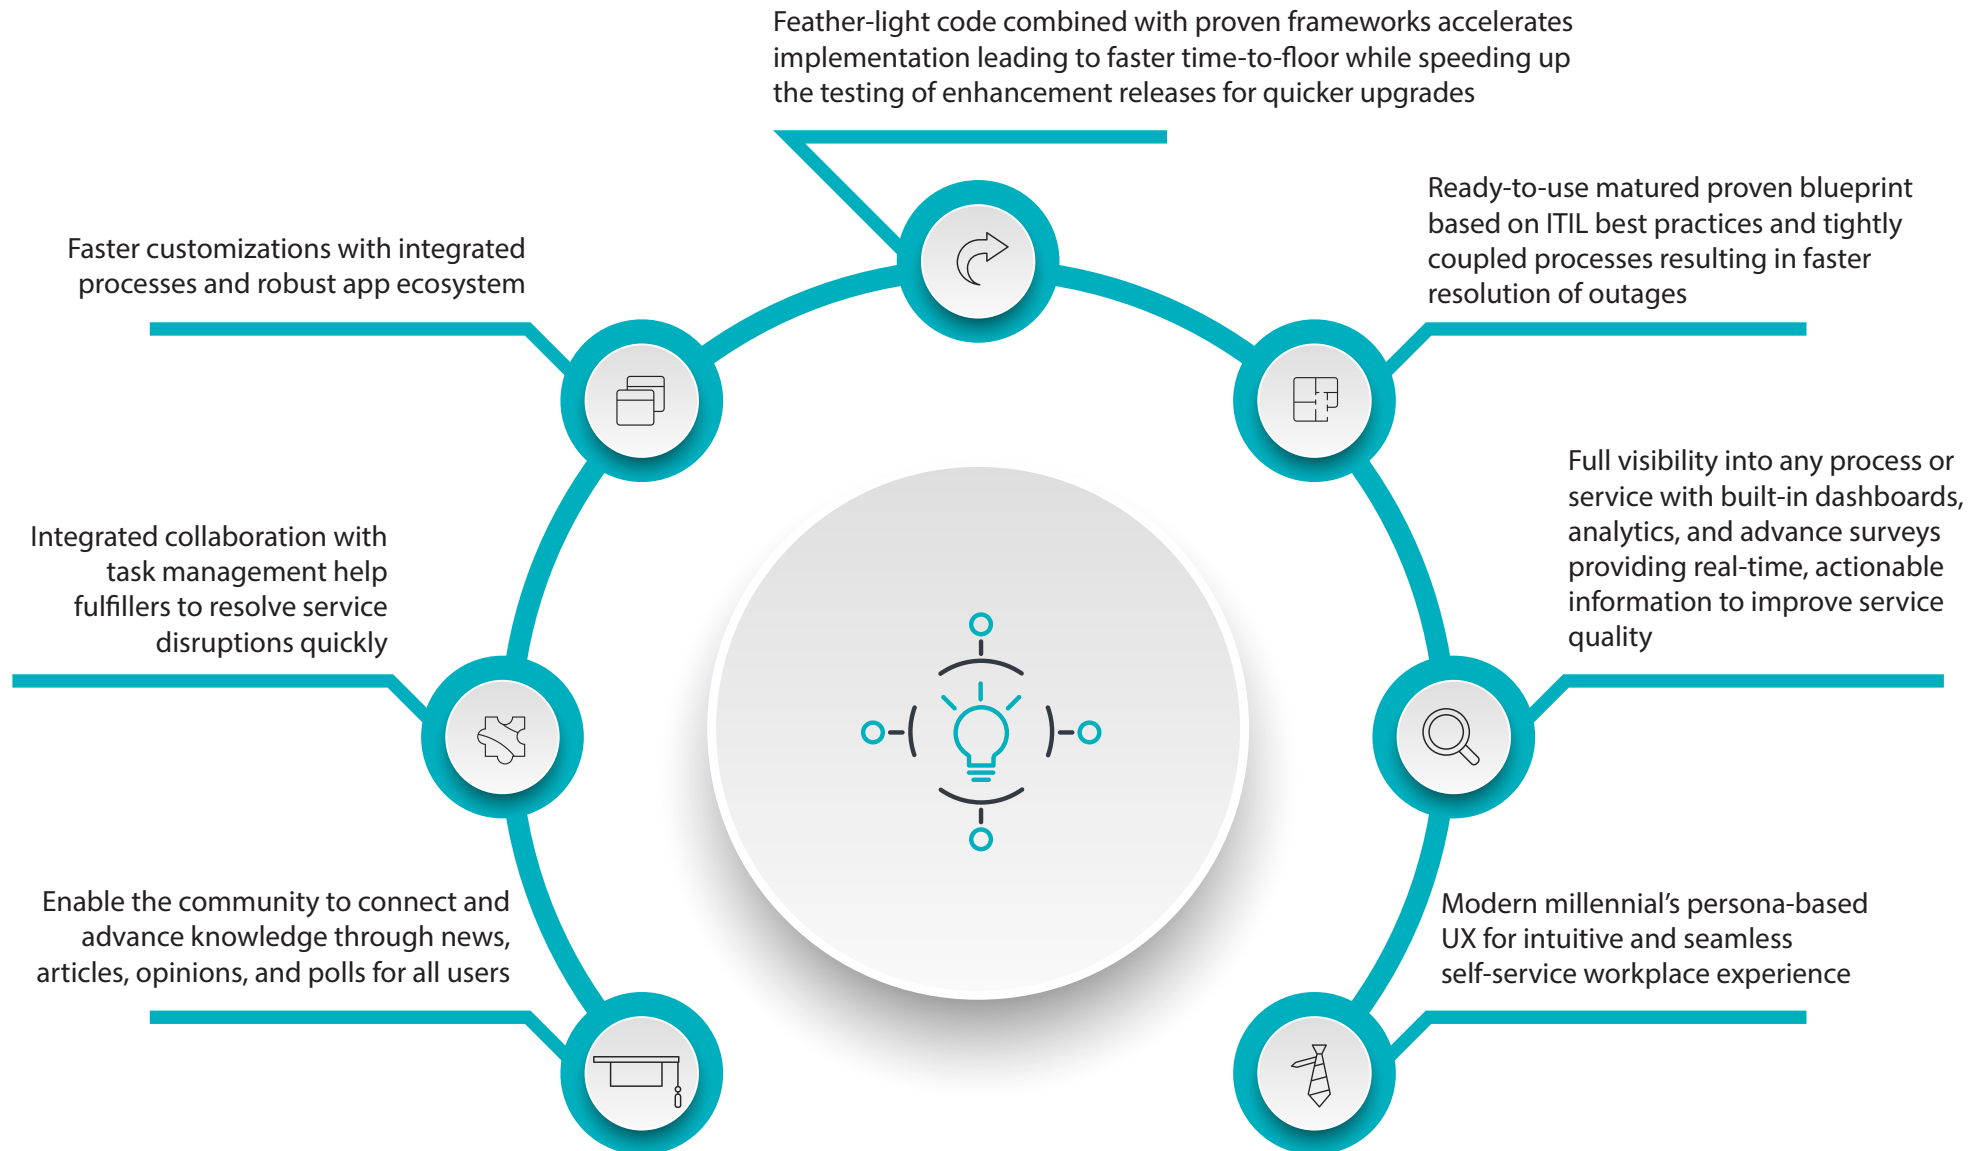 Feather-light code combined with proven frameworks accelerates
implementation leading to faster time-to-floor while speeding up
the testing of enhancement releases for quicker upgrades
Ready-to-use matured proven blueprint
based on ITIL best practices and tightly
coupled processes resulting in faster
resolution of outages
Faster customizations with integrated
processes and robust app ecosystem
Full visibility into any process or
service with built-in dashboards,
analytics, and advance surveys
providing real-time, actionable
information to improve service
quality
Integrated collaboration with
task management help
fulfillers to resolve service
disruptions quickly
Enable the community to connect and
advance knowledge through news,
articles, opinions, and polls for all users
Modern millennial’s persona-based
UX for intuitive and seamless
self-service workplace experience